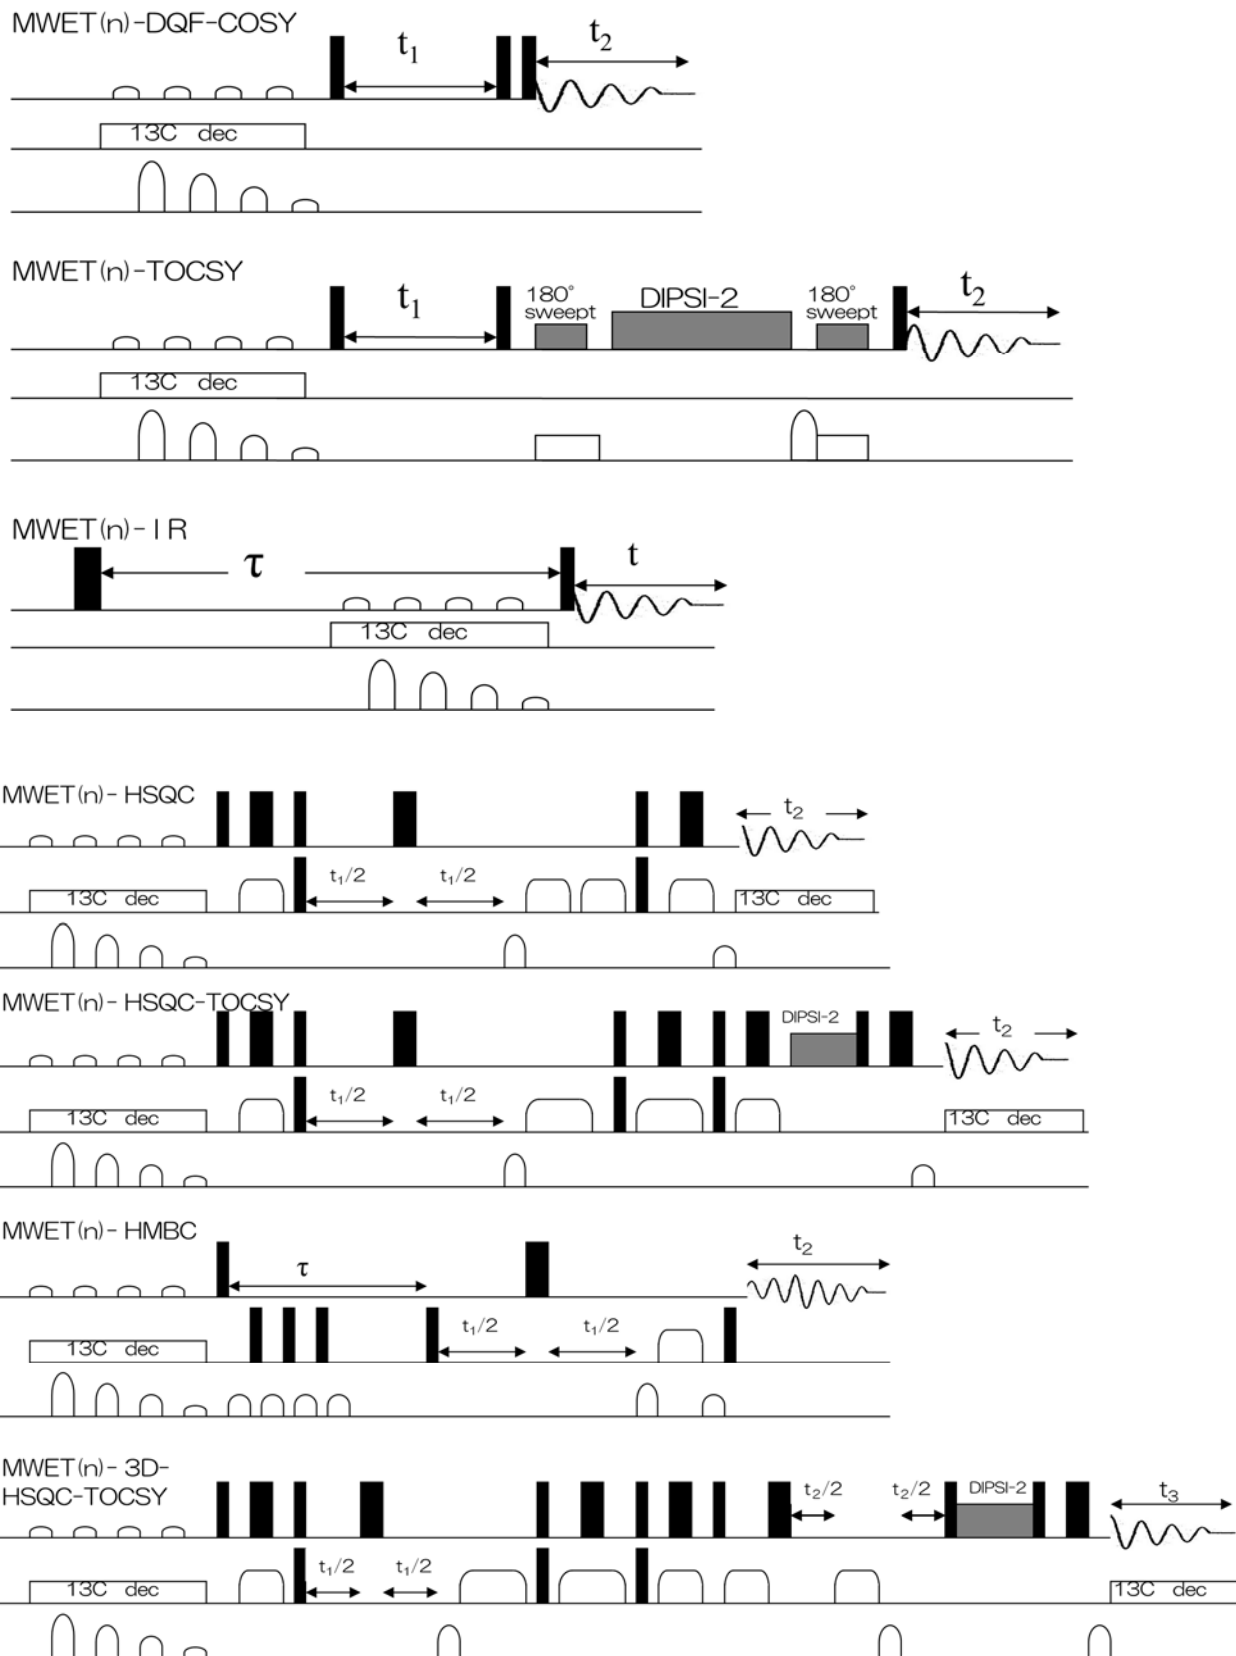 MWET(n)-DQF-COSY
t1
t2
13C dec
MWET(n)-TOCSY
t1
180°
sweept
DIPSI-2
180°
sweept
t2
13C dec
MWET(n)-IR
τ
t
13C dec
MWET(n)-HSQC
t2
13C dec
t1/2
t1/2
13C dec
MWET(n)-HSQC-TOCSY
DIPSI-2
t2
13C dec
t1/2
t1/2
13C dec
MWET(n)-HMBC
τ
t2
13C dec
t1/2
t1/2
MWET(n)-3D-
HSQC-TOCSY
t2/2
t2/2
DIPSI-2
t3
13C dec
t1/2
t1/2
13C dec